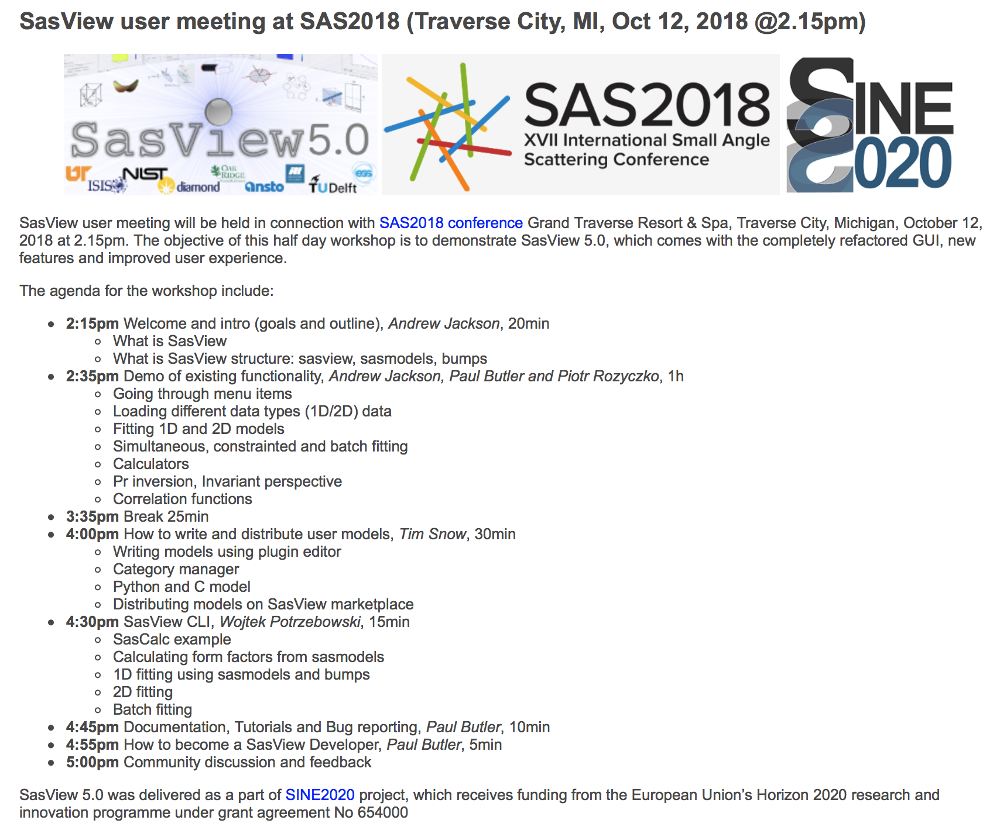 SasView user meeting at SAS2018 (Traverse City, MI, Oct 12, 2018 @2.15pm)
SasView5.0
UT
ISIS
NIST
OAK
RIDGE
diamond
ansto
TUDelft
ess
SAS2018
XVII International Small Angle
Scattering Conference
SINE
2020
SasView user meeting will be held in connection with SAS2018 conference Grand Traverse Resort & Spa, Traverse City, Michigan, October 12,
2018 at 2.15pm. The objective of this half day workshop is to demonstrate SasView 5.0, which comes with the completely refactored GUI, new
features and improved user experience.
The agenda for the workshop include:
• 2:15pm Welcome and intro (goals and outline), Andrew Jackson, 20min
◦ What is SasView
◦ What is SasView structure: sasview, sasmodels, bumps
• 2:35pm Demo of existing functionality, Andrew Jackson, Paul Butler and Piotr Rozyczko, 1h
◦ Going through menu items
◦ Loading different data types (1D/2D) data
◦ Fitting 1D and 2D models
◦ Simultaneous, constrainted and batch fitting
◦ Calculators
◦ Pr inversion, Invariant perspective
◦ Correlation functions
• 3:35pm Break 25min
• 4:00pm How to write and distribute user models, Tim Snow, 30min
◦ Writing models using plugin editor
◦ Category manager
◦ Python and C model
◦ Distributing models on SasView marketplace
• 4:30pm SasView CLI, Wojtek Potrzebowski, 15min
◦ SasCalc example
◦ Calculating form factors from sasmodels
◦ 1D fitting using sasmodels and bumps
◦ 2D fitting
◦ Batch fitting
• 4:45pm Documentation, Tutorials and Bug reporting, Paul Butler, 10min
• 4:55pm How to become a SasView Developer, Paul Butler, 5min
• 5:00pm Community discussion and feedback
SasView 5.0 was delivered as a part of SINE2020 project, which receives funding from the European Union’s Horizon 2020 research and
innovation programme under grant agreement No 654000